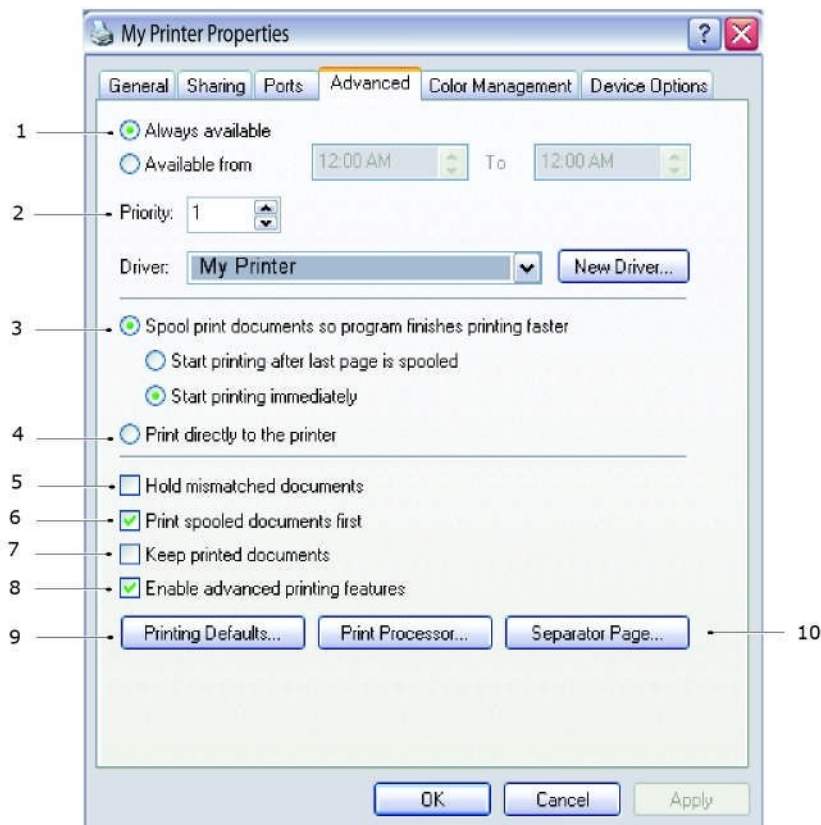 My Printer Properties
?
General Sharing Ports Advanced Color Management Device Options
1 Always available
Available from 12:00 AM To 12:00 AM
2 Priority: 1
Driver: My Printer New Driver...
3 Spool print documents so program finishes printing faster
Start printing after last page is spooled
Start printing immediately
4 Print directly to the printer
5 Hold mismatched documents
6 Print spooled documents first
7 Keep printed documents
8 Enable advanced printing features
9 Printing Defaults... Print Processor... Separator Page... 10
OK Cancel Apply